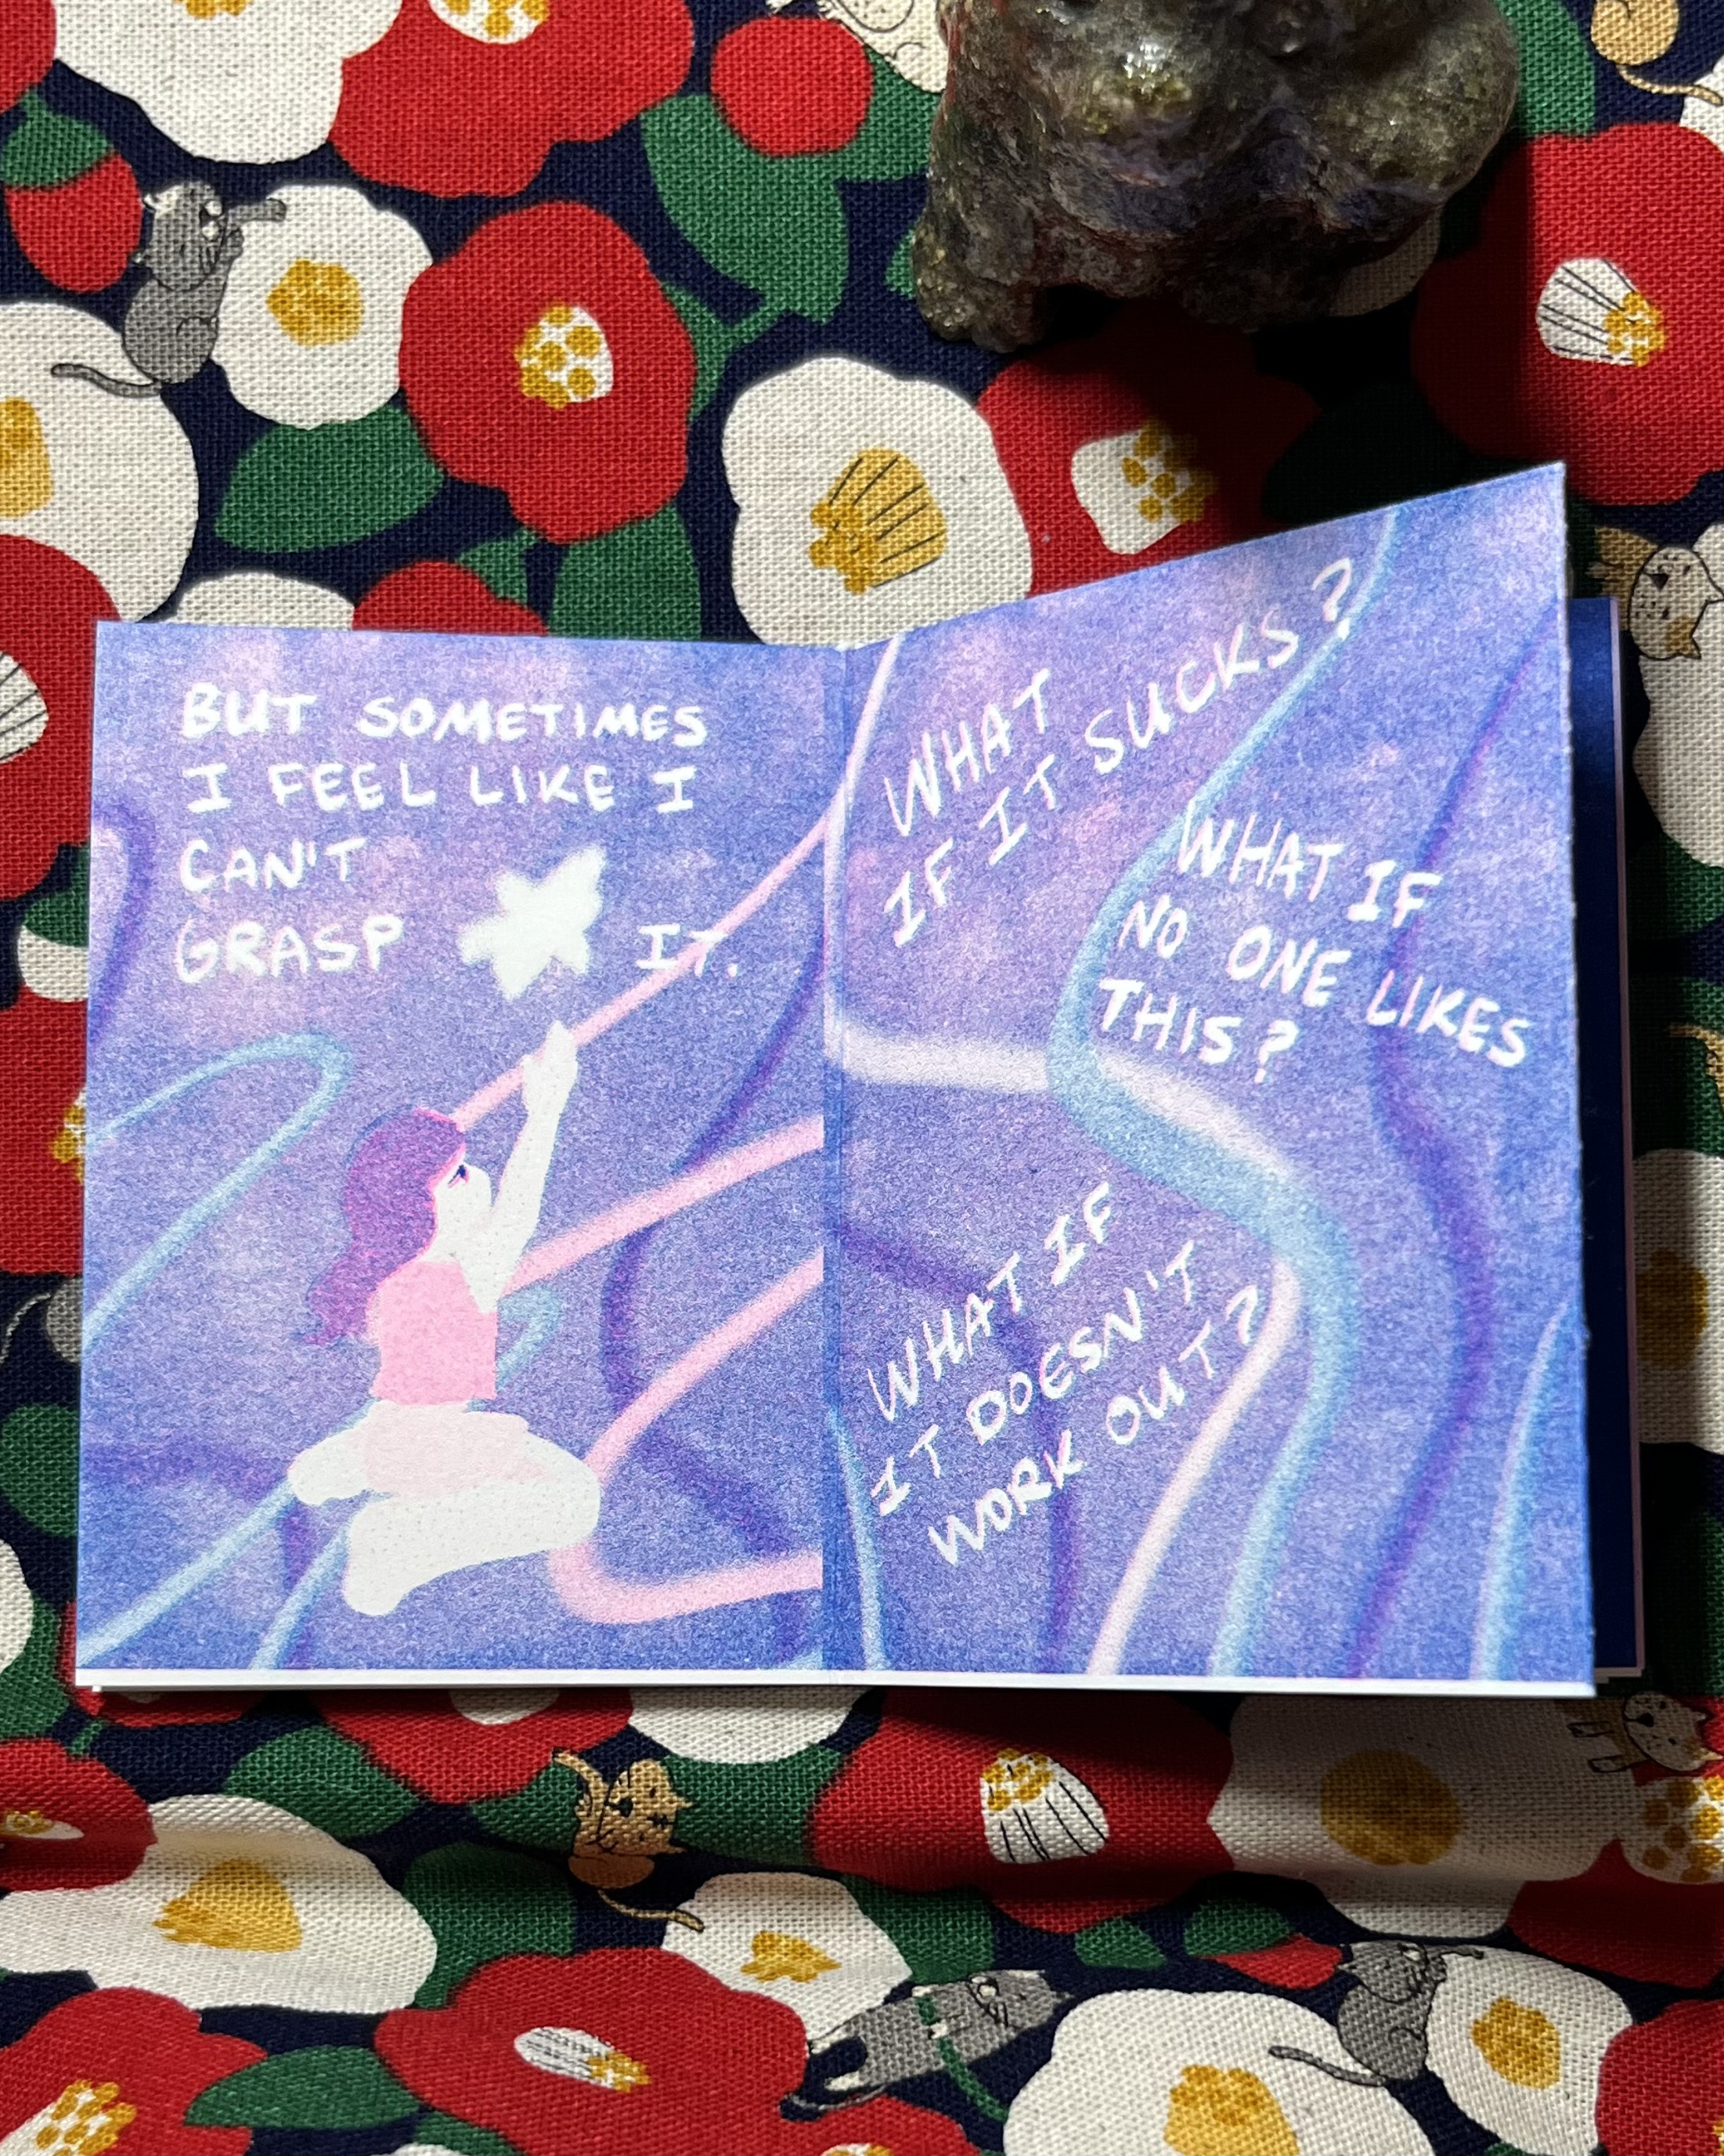 BUT SOMETIMES
I FEEL LIKE I
CAN'T
GRASP IT.
WHAT
IF IT SUCKS?
WHAT IF
NO ONE LIKES
THIS?
WHAT IF
IT DOESN'T
WORK OUT?